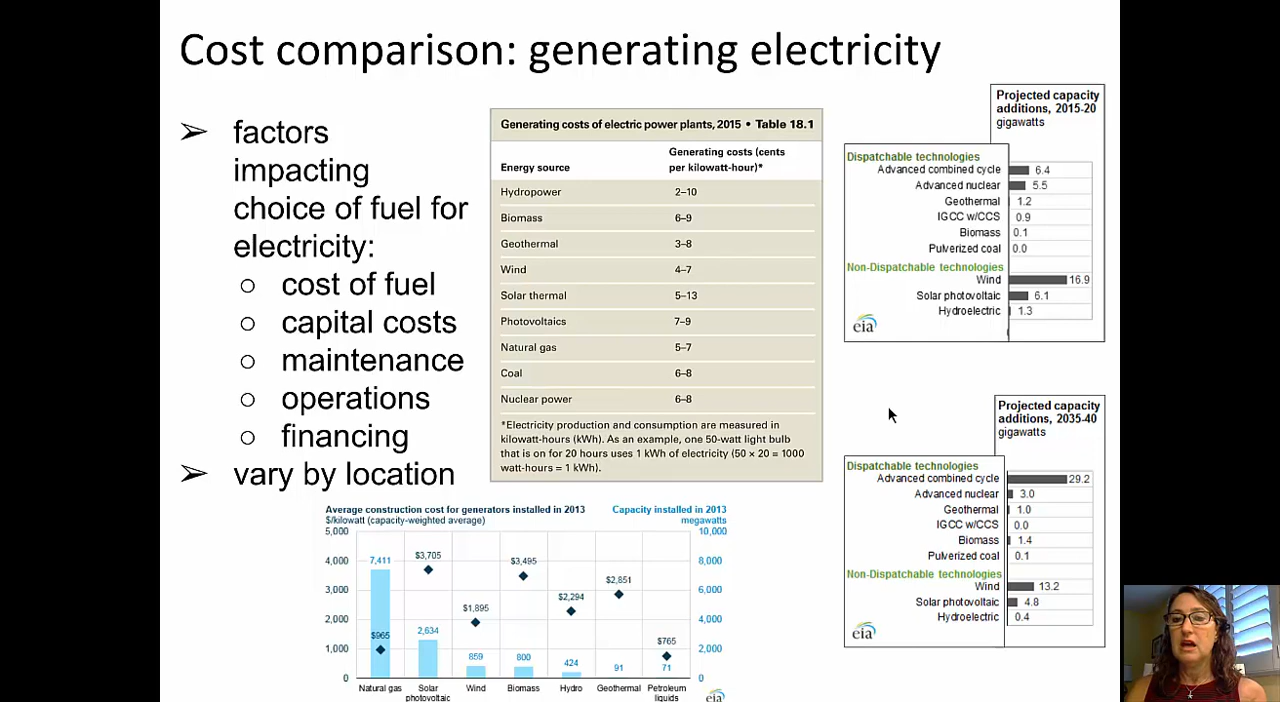 Cost comparison: generating electricity
➢ factors
impacting
choice of fuel for
electricity:
○ cost of fuel
○ capital costs
○ maintenance
○ operations
○ financing
➢ vary by location
Generating costs of electric power plants, 2015 • Table 18.1
Energy source Generating costs (cents per kilowatt-hour)*
Hydropower 2–10
Biomass 6–9
Geothermal 3–8
Wind 4–7
Solar thermal 5–13
Photovoltaics 7–9
Natural gas 5–7
Coal 6–8
Nuclear power 6–8
*Electricity production and consumption are measured in
kilowatt-hours (kWh). As an example, one 50-watt light bulb
that is on for 20 hours uses 1 kWh of electricity (50 × 20 = 1000
watt-hours = 1 kWh).
Projected capacity
additions, 2015-20
gigawatts
Dispatchable technologies
Advanced combined cycle 6.4
Advanced nuclear 5.5
Geothermal 1.2
IGCC w/CCS 0.9
Biomass 0.1
Pulverized coal 0.0
Non-Dispatchable technologies
Wind 16.9
Solar photovoltaic 6.1
Hydroelectric 1.3
eia
Projected capacity
additions, 2035-40
gigawatts
Dispatchable technologies
Advanced combined cycle 29.2
Advanced nuclear 3.0
Geothermal 1.0
IGCC w/CCS 0.0
Biomass 1.4
Pulverized coal 0.1
Non-Dispatchable technologies
Wind 13.2
Solar photovoltaic 4.8
Hydroelectric 0.4
eia
Average construction cost for generators installed in 2013 Capacity installed in 2013
$/kilowatt (capacity-weighted average) megawatts
5,000 10,000
4,000 7,411 $3,705 $3,495 8,000
3,000 $2,851 6,000
2,000 $1,895 $2,294 4,000
1,000 $965 2,634 859 800 424 91 $765 71 2,000
0 0
Natural gas Solar Wind Biomass Hydro Geothermal Petroleum
photovoltaic liquids
eia